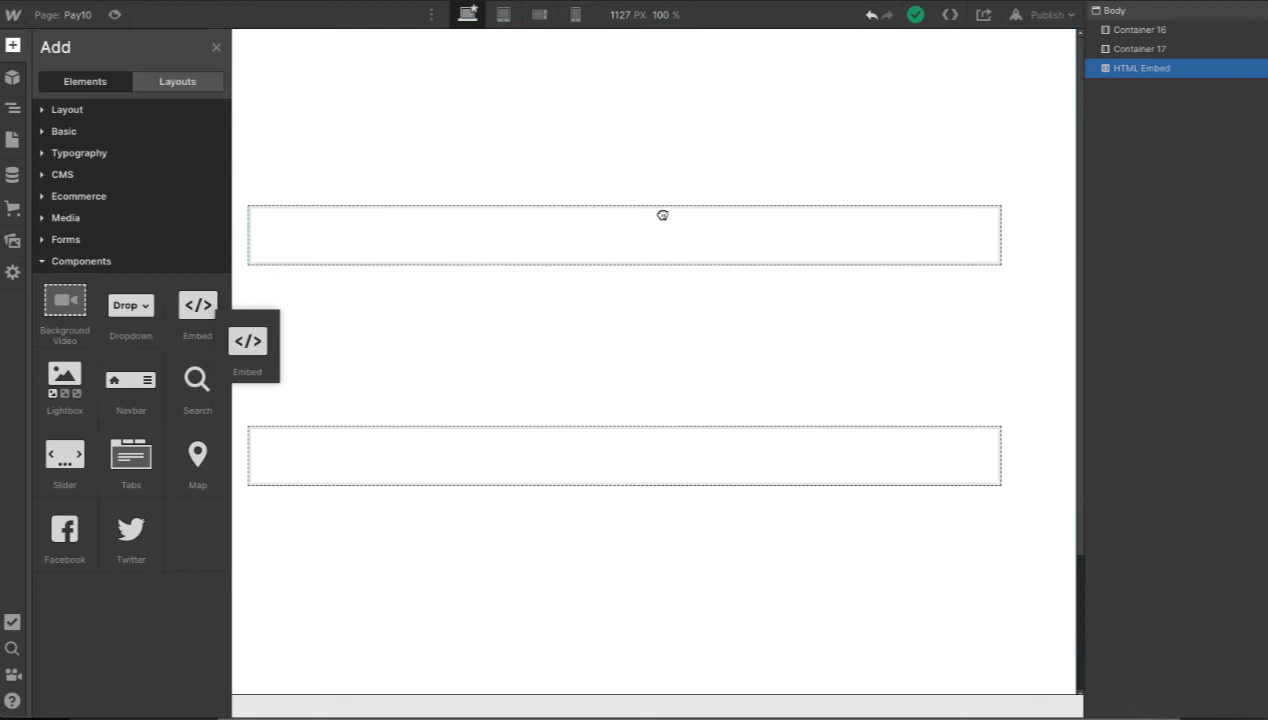 Page: Pay10
1127 PX 100 %
Publish
Body
Container 16
Container 17
HTML Embed
Add
Elements
Layouts
Layout
Basic
Typography
CMS
Ecommerce
Media
Forms
Components
Background Video
Drop
Dropdown
</>
Embed
</>
Embed
Lightbox
Navbar
Search
Slider
Tabs
Map
Facebook
Twitter